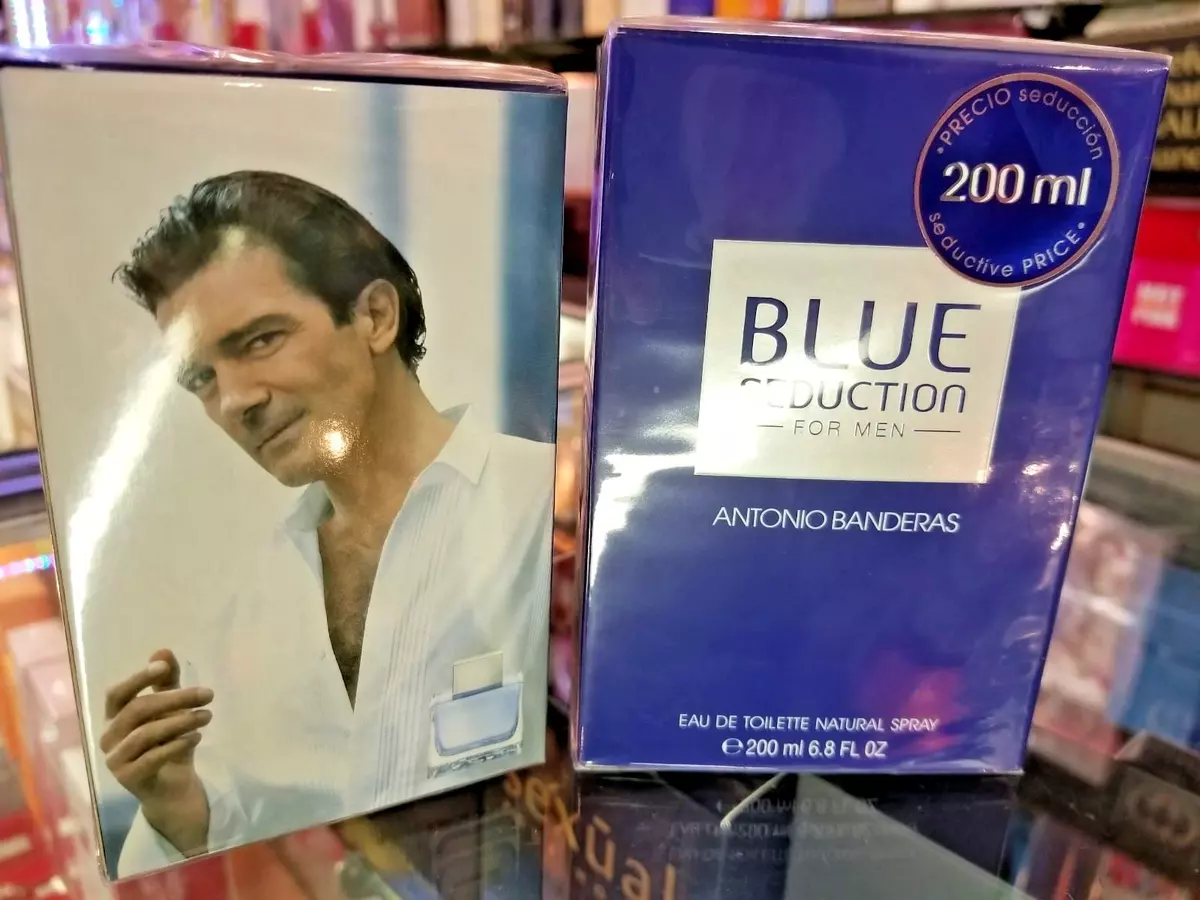 PRECIO seducción
200 ml
seductive PRICE
BLUE
SEDUCTION
FOR MEN
ANTONIO BANDERAS
EAU DE TOILETTE NATURAL SPRAY
℮ 200 ml 6.8 FL OZ